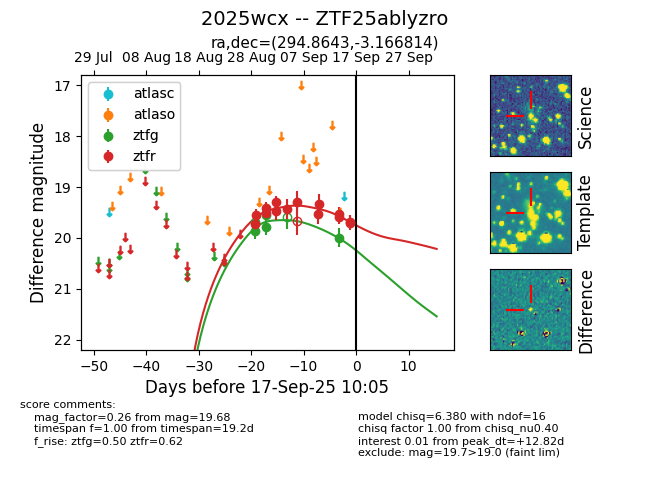 2025wcx -- ZTF25ablyzro
ra,dec=(294.8643,-3.166814)
29 Jul 08 Aug 18 Aug 28 Aug 07 Sep 17 Sep 27 Sep
17
18
19
20
21
22
Difference magnitude
atlasc
atlaso
ztfg
ztfr
−50 −40 −30 −20 −10 0 10
Days before 17-Sep-25 10:05
Science
Template
Difference
score comments:
mag_factor=0.26 from mag=19.68
timespan f=1.00 from timespan=19.2d
f_rise: ztfg=0.50 ztfr=0.62
model chisq=6.380 with ndof=16
chisq factor 1.00 from chisq_nu0.40
interest 0.01 from peak_dt=+12.82d
exclude: mag=19.7>19.0 (faint lim)